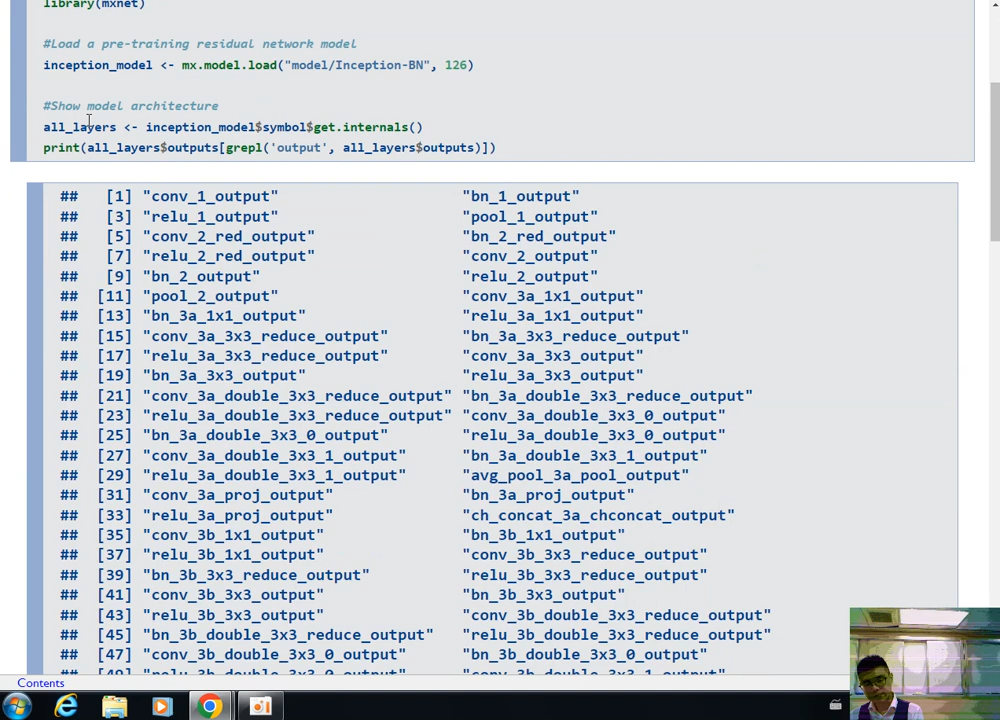 library(mxnet)
#Load a pre-training residual network model
inception_model <- mx.model.load("model/Inception-BN", 126)
#Show model architecture
all_layers <- inception_model$symbol$get.internals()
print(all_layers$outputs[grepl('output', all_layers$outputs)])
## [1] "conv_1_output" "bn_1_output"
## [3] "relu_1_output" "pool_1_output"
## [5] "conv_2_red_output" "bn_2_red_output"
## [7] "relu_2_red_output" "conv_2_output"
## [9] "bn_2_output" "relu_2_output"
## [11] "pool_2_output" "conv_3a_1x1_output"
## [13] "bn_3a_1x1_output" "relu_3a_1x1_output"
## [15] "conv_3a_3x3_reduce_output" "bn_3a_3x3_reduce_output"
## [17] "relu_3a_3x3_reduce_output" "conv_3a_3x3_output"
## [19] "bn_3a_3x3_output" "relu_3a_3x3_output"
## [21] "conv_3a_double_3x3_reduce_output" "bn_3a_double_3x3_reduce_output"
## [23] "relu_3a_double_3x3_reduce_output" "conv_3a_double_3x3_0_output"
## [25] "bn_3a_double_3x3_0_output" "relu_3a_double_3x3_0_output"
## [27] "conv_3a_double_3x3_1_output" "bn_3a_double_3x3_1_output"
## [29] "relu_3a_double_3x3_1_output" "avg_pool_3a_pool_output"
## [31] "conv_3a_proj_output" "bn_3a_proj_output"
## [33] "relu_3a_proj_output" "ch_concat_3a_chconcat_output"
## [35] "conv_3b_1x1_output" "bn_3b_1x1_output"
## [37] "relu_3b_1x1_output" "conv_3b_3x3_reduce_output"
## [39] "bn_3b_3x3_reduce_output" "relu_3b_3x3_reduce_output"
## [41] "conv_3b_3x3_output" "bn_3b_3x3_output"
## [43] "relu_3b_3x3_output" "conv_3b_double_3x3_reduce_output"
## [45] "bn_3b_double_3x3_reduce_output" "relu_3b_double_3x3_reduce_output"
## [47] "conv_3b_double_3x3_0_output" "bn_3b_double_3x3_0_output"
## [49] "relu_3b_double_3x3_0_output" "conv_3b_double_3x3_1_output"
Contents